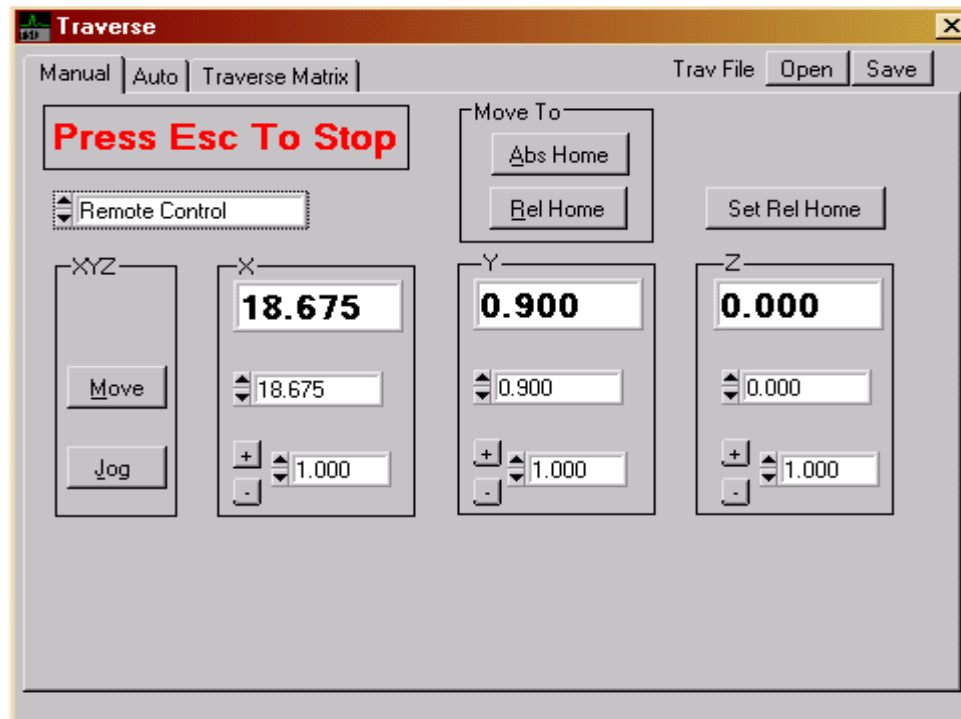 Traverse
Manual Auto Traverse Matrix Trav File Open Save
Press Esc To Stop
Move To
Abs Home
Remote Control
Rel Home Set Rel Home
XYZ X Y Z
18.675 0.900 0.000
Move 18.675 0.900 0.000
Jog + 1.000 + 1.000 + 1.000
- - -